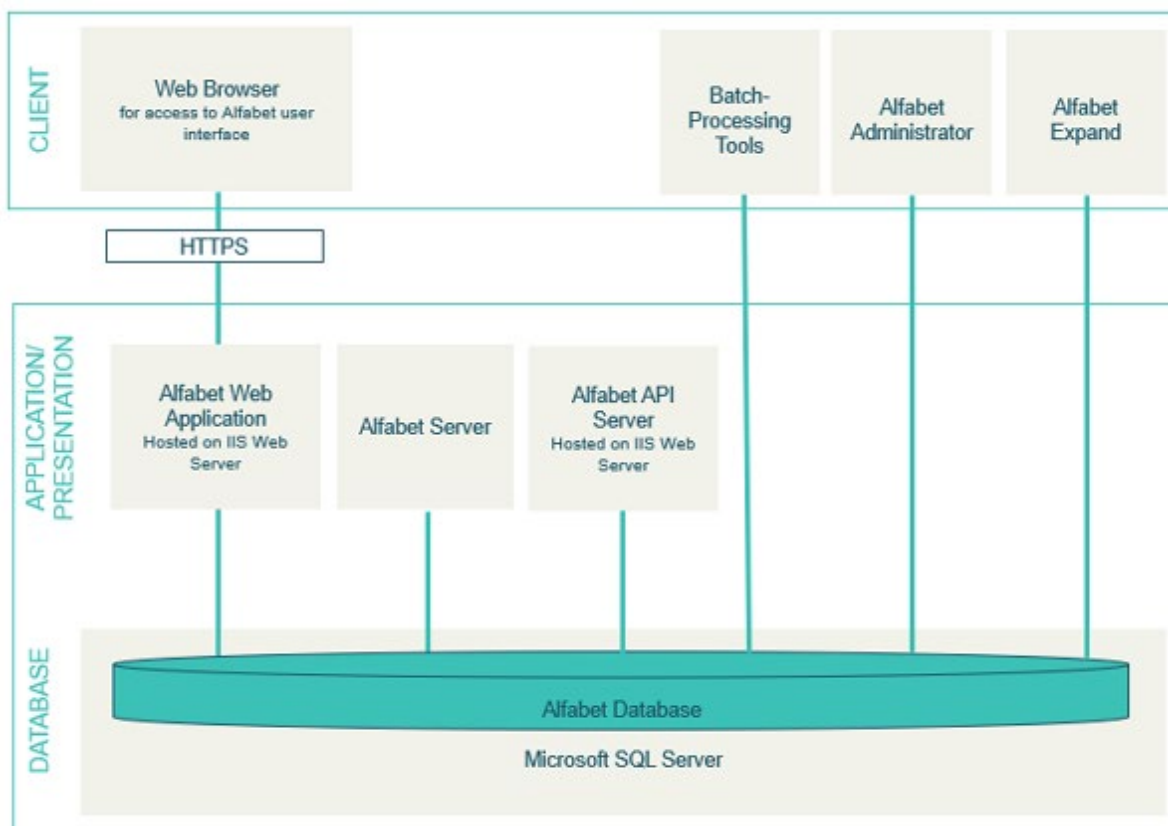 CLIENT
Web Browser
for access to Alfabet user
interface
Batch-
Processing
Tools
Alfabet
Administrator
Alfabet
Expand
HTTPS
APPLICATION/
PRESENTATION
Alfabet Web
Application
Hosted on IIS Web
Server
Alfabet Server
Alfabet API
Server
Hosted on IIS Web
Server
DATABASE
Alfabet Database
Microsoft SQL Server